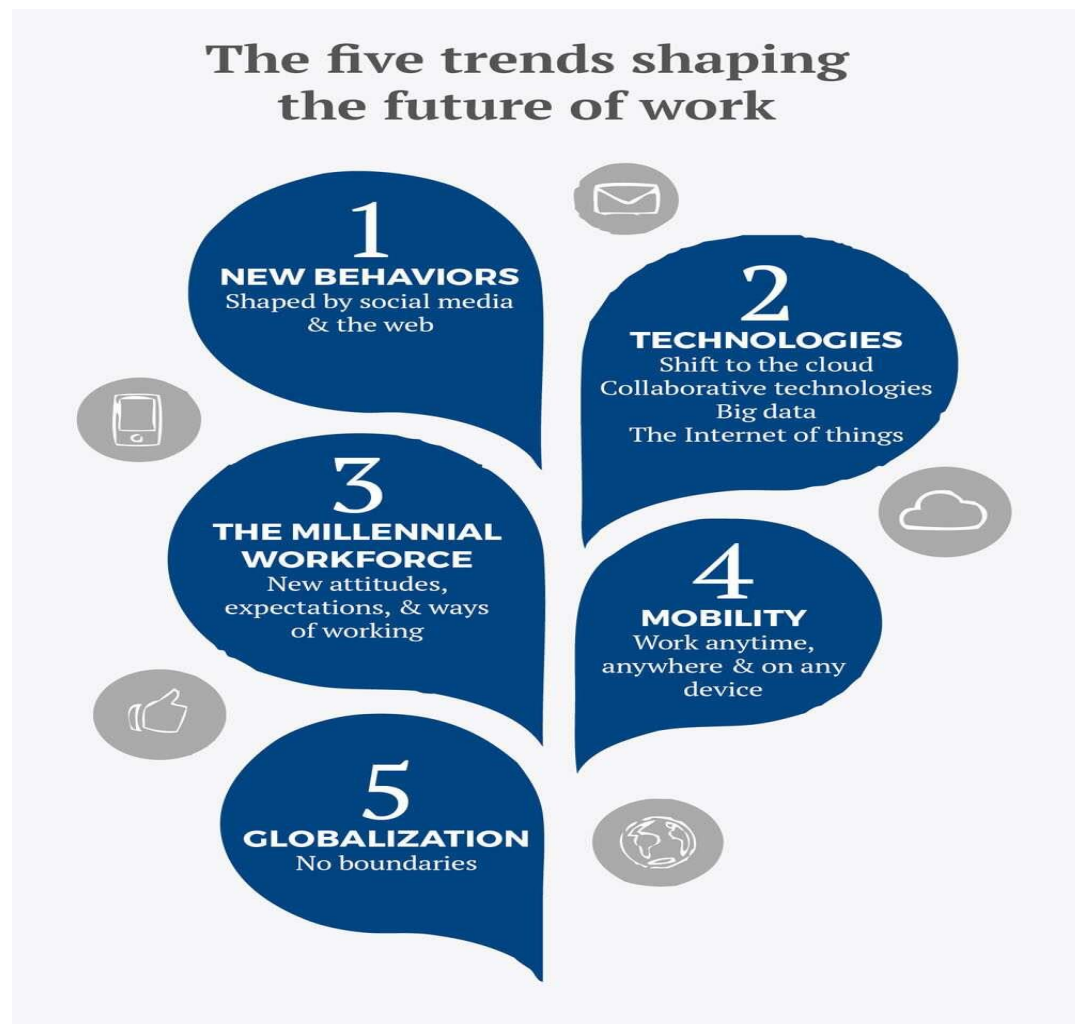 The five trends shaping
the future of work
1
NEW BEHAVIORS
Shaped by social media
& the web
2
TECHNOLOGIES
Shift to the cloud
Collaborative technologies
Big data
The Internet of things
3
THE MILLENNIAL
WORKFORCE
New attitudes,
expectations, & ways
of working
4
MOBILITY
Work anytime,
anywhere & on any
device
5
GLOBALIZATION
No boundaries